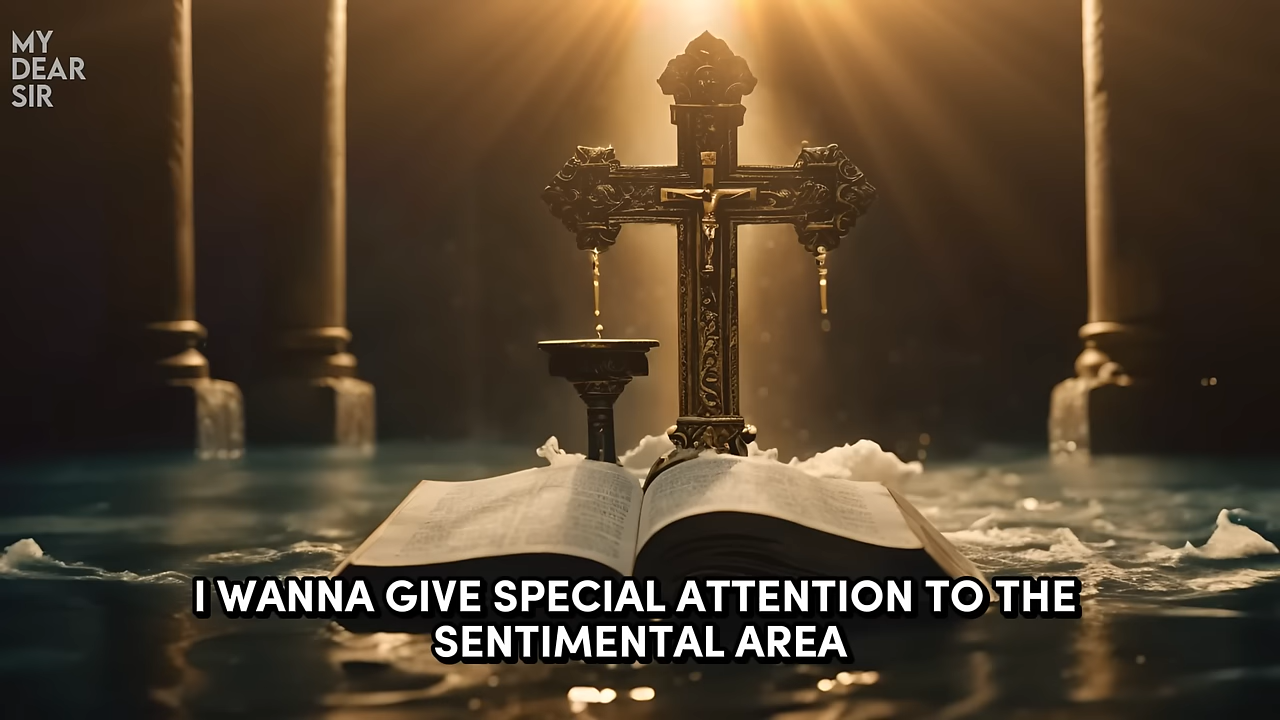 MY
DEAR
SIR
I WANNA GIVE SPECIAL ATTENTION TO THE
SENTIMENTAL AREA